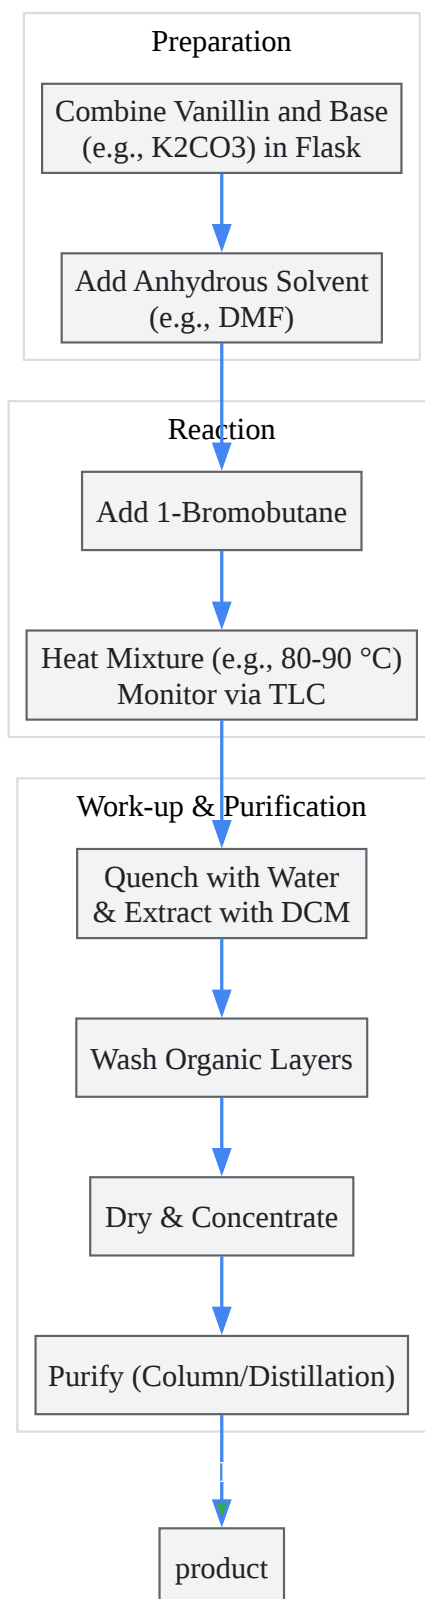 Preparation
Combine Vanillin and Base
(e.g., K2CO3) in Flask
Add Anhydrous Solvent
(e.g., DMF)
Reaction
Add 1-Bromobutane
Heat Mixture (e.g., 80-90 °C)
Monitor via TLC
Work-up & Purification
Quench with Water
& Extract with DCM
Wash Organic Layers
Dry & Concentrate
Purify (Column/Distillation)
product